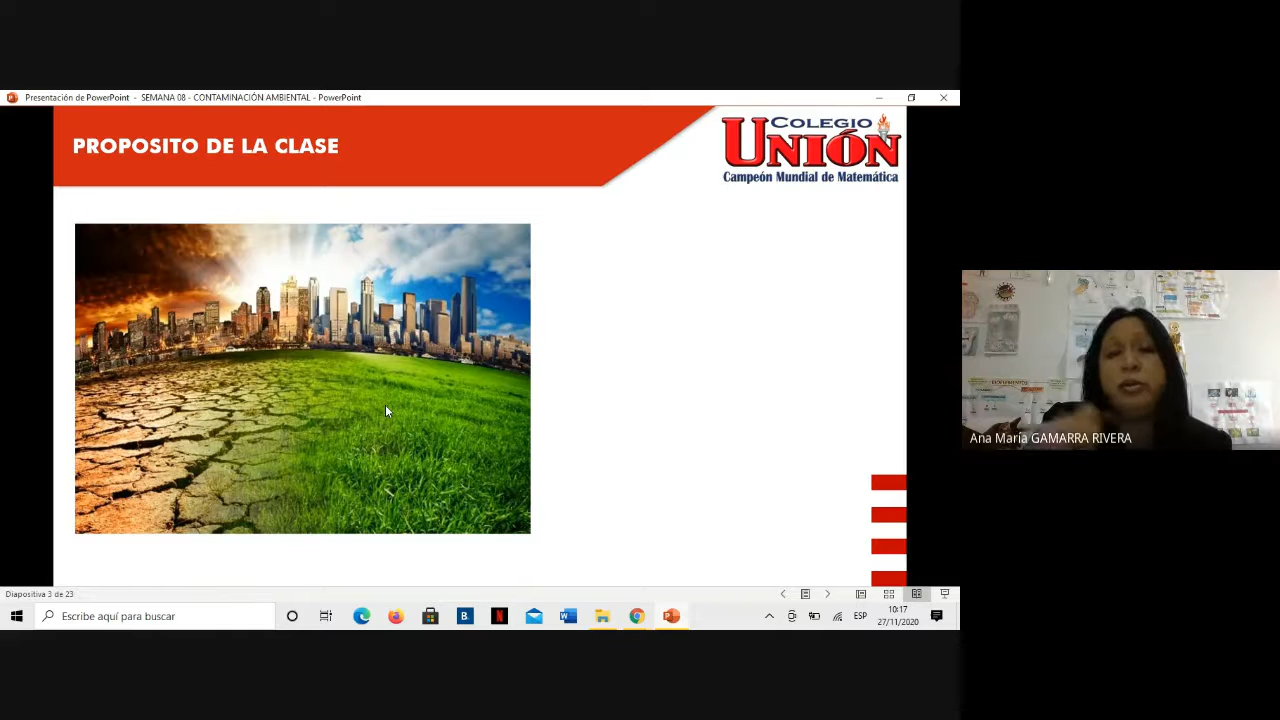 Presentación de PowerPoint - SEMANA 08 - CONTAMINACIÓN AMBIENTAL - PowerPoint
PROPOSITO DE LA CLASE
COLEGIO
UNIÓN
Campeón Mundial de Matemática
Ana María GAMARRA RIVERA
Diapositiva 3 de 23
Escribe aquí para buscar
B.
N
W
ESP
10:17
27/11/2020